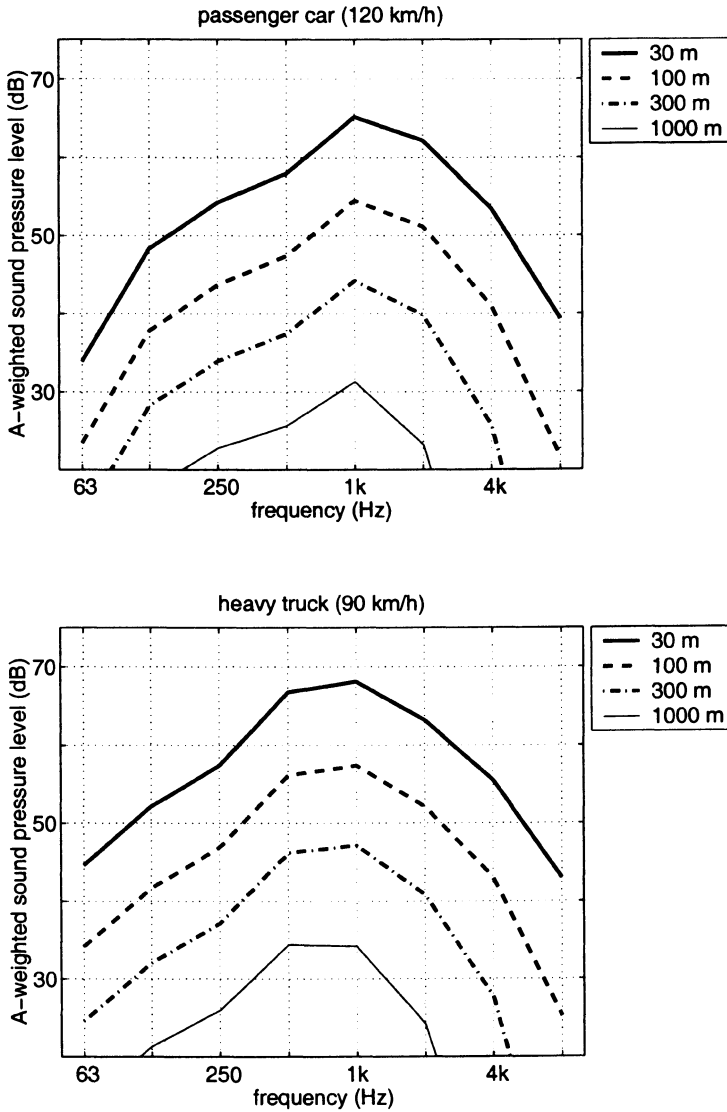 passenger car (120 km/h)
A-weighted sound pressure level (dB)
70
50
30
63
250
1k
4k
frequency (Hz)
30 m
100 m
300 m
1000 m
heavy truck (90 km/h)
A-weighted sound pressure level (dB)
70
50
30
63
250
1k
4k
frequency (Hz)
30 m
100 m
300 m
1000 m